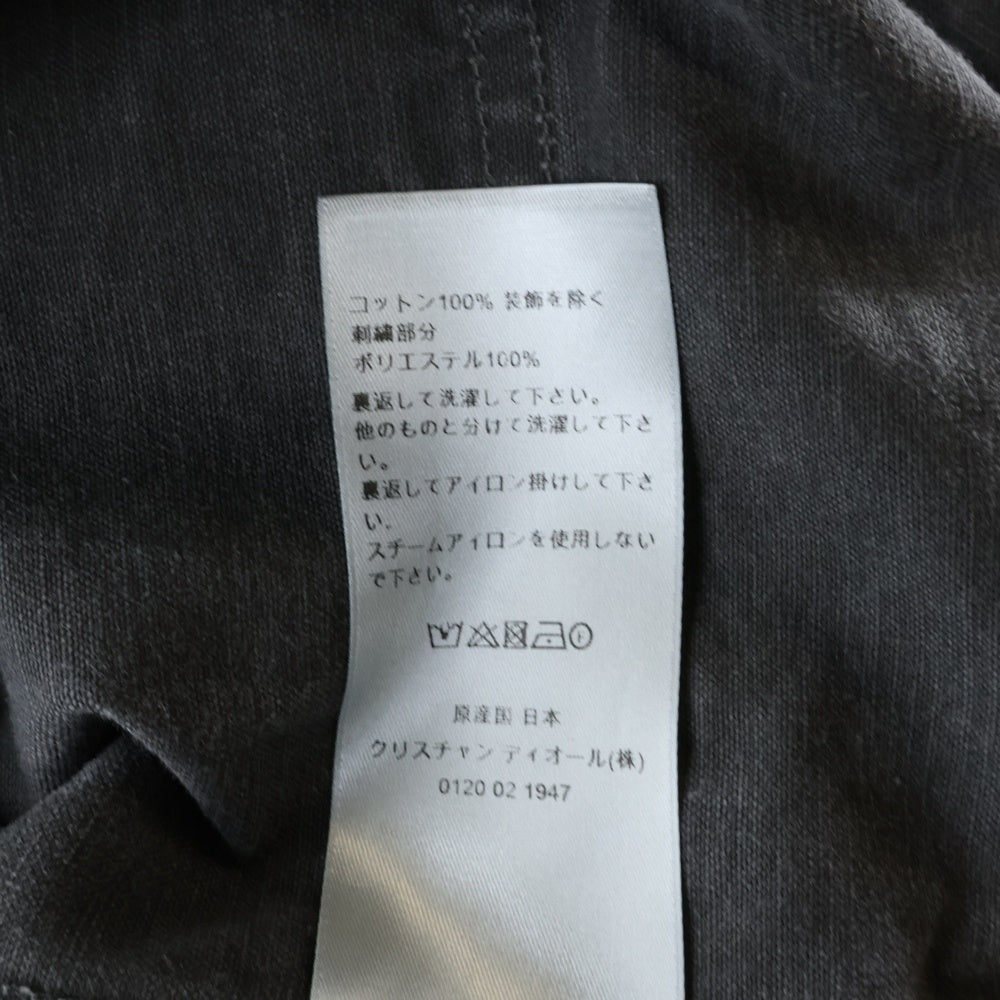 コットン100% 装飾を除く
刺繍部分
ポリエステル100%
裏返して洗濯して下さい。
他のものと分けて洗濯して下さ
い。
裏返してアイロン掛けして下さ
い。
スチームアイロンを使用しない
で下さい。
原産国 日本
クリスチャン ディオール(株)
0120 02 1947